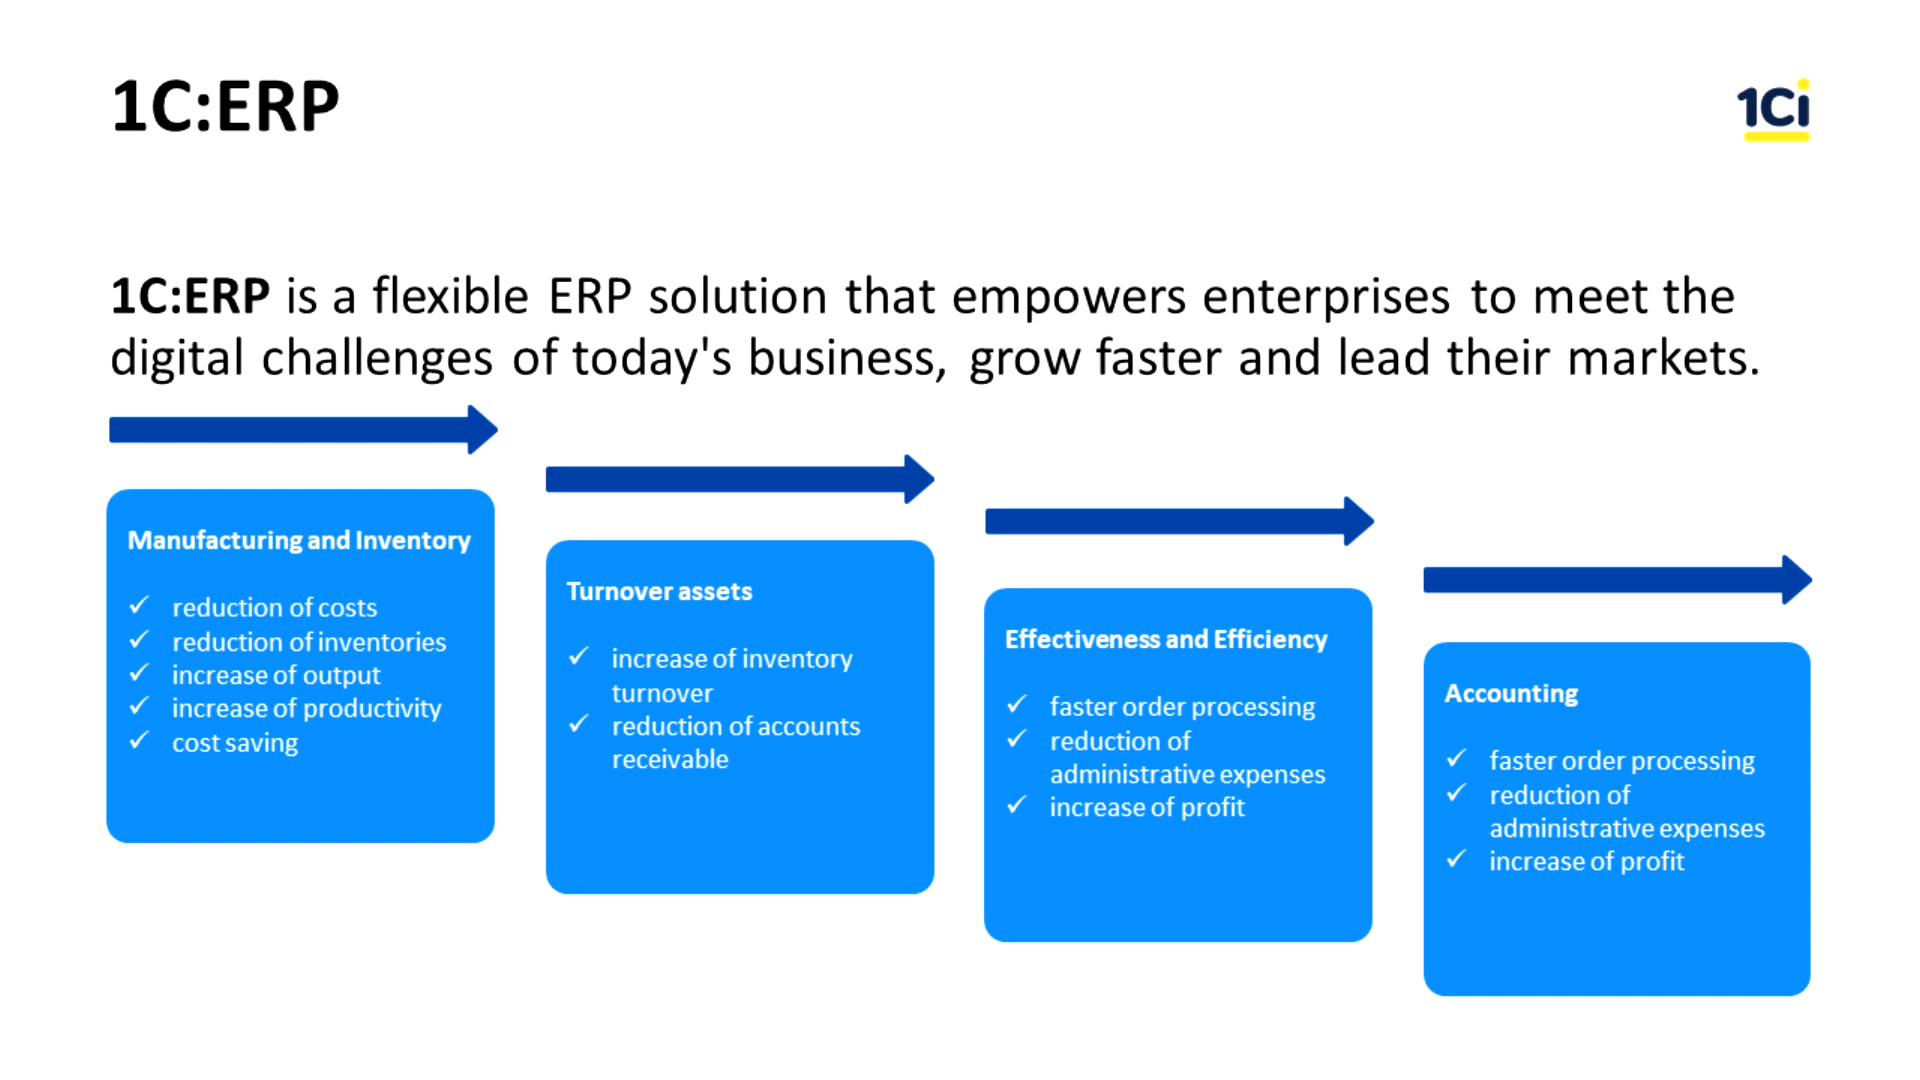 1C:ERP
1Ci
1C:ERP is a flexible ERP solution that empowers enterprises to meet the
digital challenges of today's business, grow faster and lead their markets.
Manufacturing and Inventory
✓ reduction of costs
✓ reduction of inventories
✓ increase of output
✓ increase of productivity
✓ cost saving
Turnover assets
✓ increase of inventory
turnover
✓ reduction of accounts
receivable
Effectiveness and Efficiency
✓ faster order processing
✓ reduction of
administrative expenses
✓ increase of profit
Accounting
✓ faster order processing
✓ reduction of
administrative expenses
✓ increase of profit